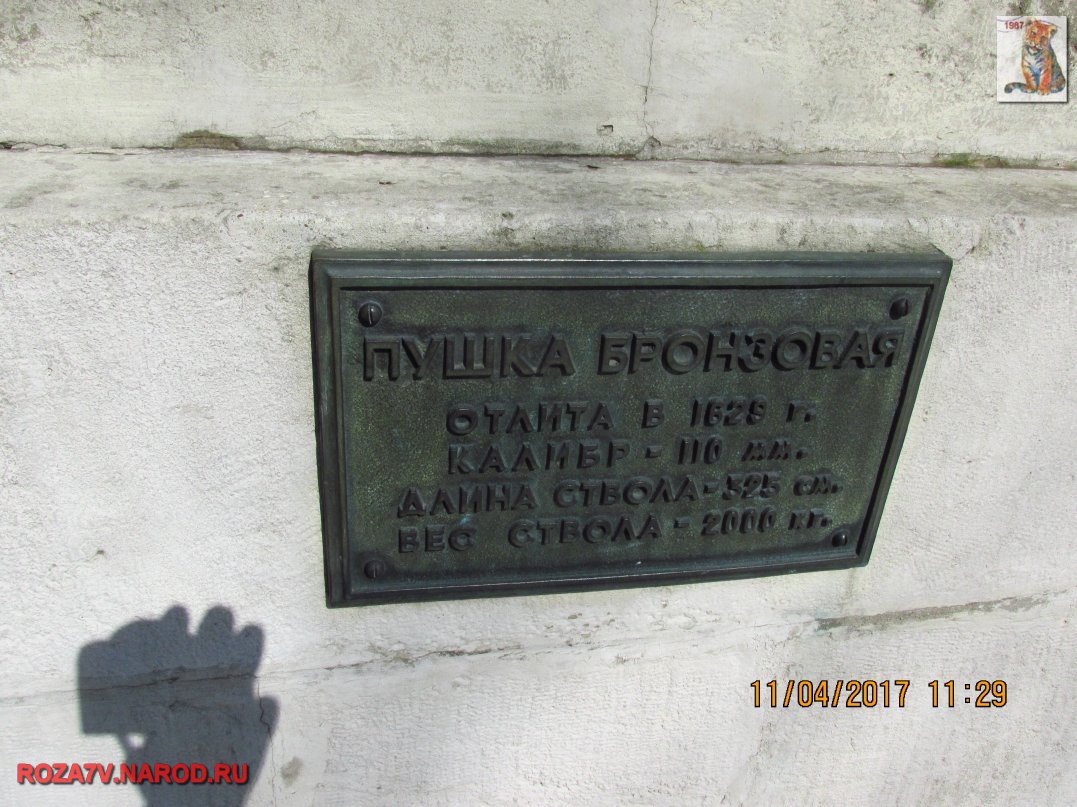 1987
ПУШКА БРОНЗОВАЯ
ОТЛИТА В 1629 г.
КАЛИБР - 110 мм.
ДЛИНА СТВОЛА - 325 см.
ВЕС СТВОЛА - 2000 кг.
11/04/2017 11:29
ROZA7V.NAROD.RU